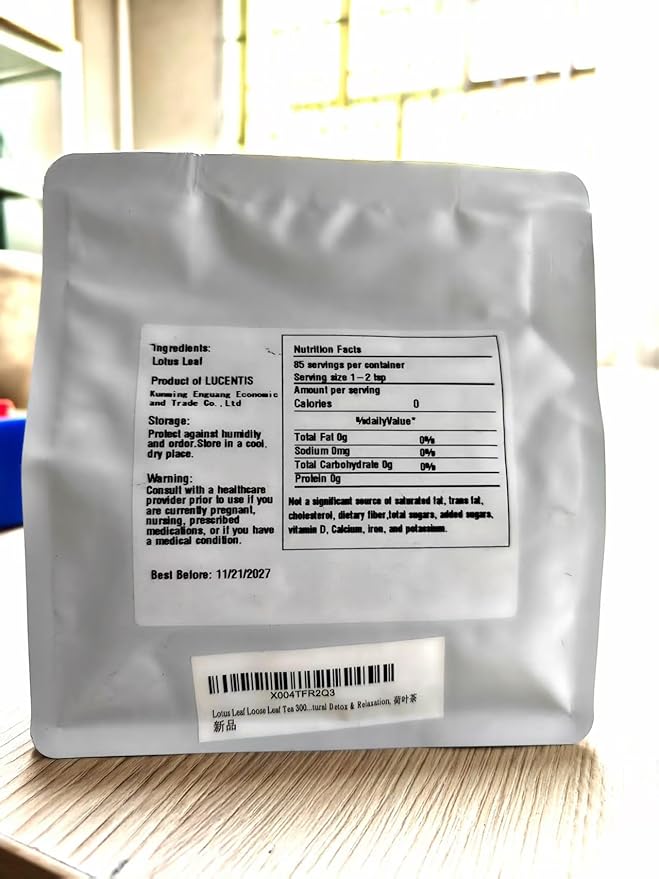 Ingredients:
Lotus Leaf
Product of LUCENTIS
Kunming Enguang Economic
and Trade Co.,Ltd
Storage:
Protect against humidity
and ordor.Store in a cool,
dry place.
Warning:
Consult with a healthcare
provider prior to use if you
are currently pregnant,
nursing, prescribed
medications, or if you have
a medical condition.
Best Before: 11/21/2027
Nutrition Facts
85 servings per container
Serving size 1-2 tsp
Amount per serving
Calories 0
%dailyValue*
Total Fat 0g 0%
Sodium 0mg 0%
Total Carbohydrate 0g 0%
Protein 0g
Not a significant source of saturated fat, trans fat,
cholesterol, dietary fiber,total sugars, added sugars,
vitamin D, Calcium, iron, and potassium.
X004TFR2Q3
Lotus Leaf Loose Leaf Tea 300...tural Detox & Relaxation, 荷叶茶
新品